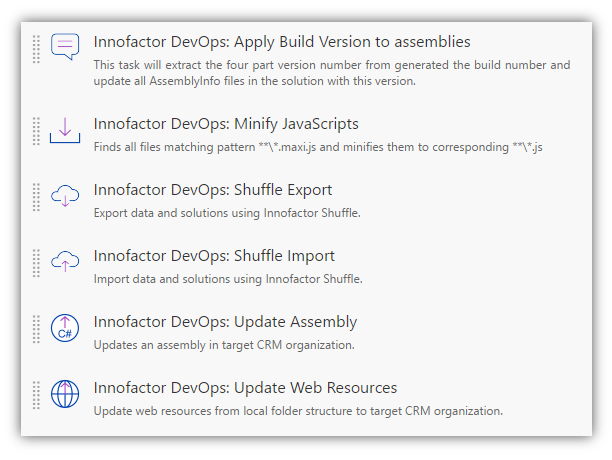 Innofactor DevOps: Apply Build Version to assemblies
This task will extract the four part version number from generated the build number and
update all AssemblyInfo files in the solution with this version.
Innofactor DevOps: Minify JavaScripts
Finds all files matching pattern **\*.maxi.js and minifies them to corresponding **\*.js
Innofactor DevOps: Shuffle Export
Export data and solutions using Innofactor Shuffle.
Innofactor DevOps: Shuffle Import
Import data and solutions using Innofactor Shuffle.
C#
Innofactor DevOps: Update Assembly
Updates an assembly in target CRM organization.
Innofactor DevOps: Update Web Resources
Update web resources from local folder structure to target CRM organization.